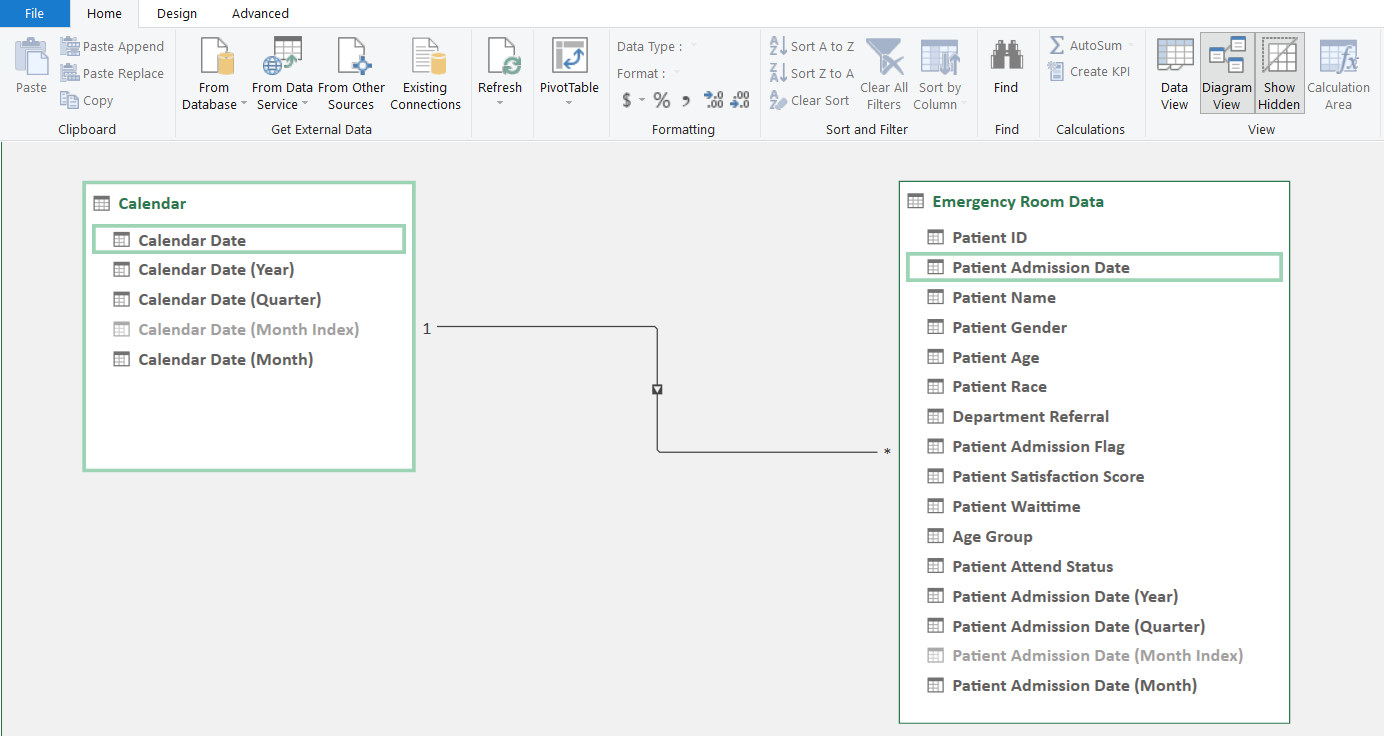 File Home Design Advanced
Paste
Paste Append
Paste Replace
Copy
Clipboard
From
Database
From Data
Service
From Other
Sources
Existing
Connections
Get External Data
Refresh
PivotTable
Data Type :
Format :
$ % , .00 .00
Formatting
Sort A to Z
Sort Z to A
Clear Sort
Clear All
Filters
Sort by
Column
Sort and Filter
Find
Find
AutoSum
Create KPI
Calculations
Data
View
Diagram
View
Show
Hidden
Calculation
Area
View
Calendar
Calendar Date
Calendar Date (Year)
Calendar Date (Quarter)
Calendar Date (Month Index)
Calendar Date (Month)
1
*
Emergency Room Data
Patient ID
Patient Admission Date
Patient Name
Patient Gender
Patient Age
Patient Race
Department Referral
Patient Admission Flag
Patient Satisfaction Score
Patient Waittime
Age Group
Patient Attend Status
Patient Admission Date (Year)
Patient Admission Date (Quarter)
Patient Admission Date (Month Index)
Patient Admission Date (Month)